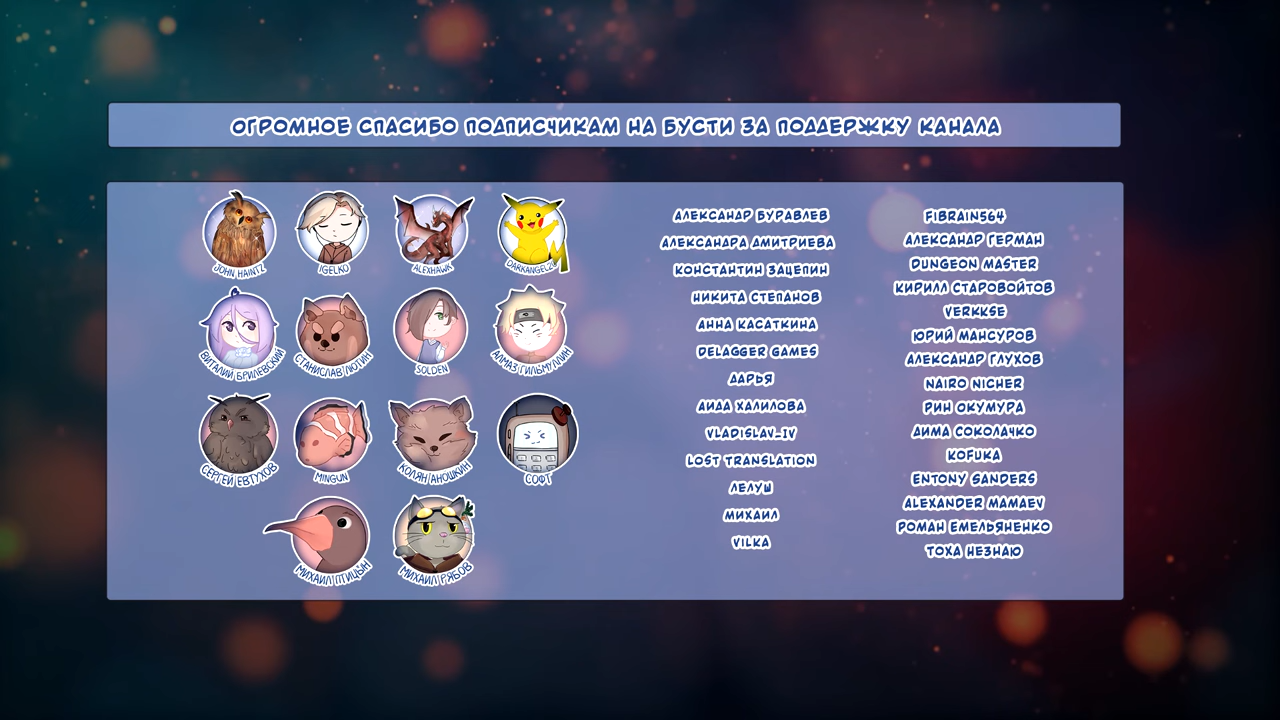 ОГРОМНОЕ СПАСИБО ПОДПИСЧИКАМ НА БУСТИ ЗА ПОДДЕРЖКУ КАНАЛА
JOHN HAINTZ
IGELKO
ALEXHAWK
ВИТАЛИЙ БРИЛЕВСКИЙ
СТАНИСЛАВ ЛЮТИН
SOLDEN
АЛМАЗ ГИЛЬМУЛЛИН
СЕРГЕЙ ЕВТУХОВ
MINGUN
КОЛЯН АНОШКИН
СОФТ
МИХАИЛ ПТИЦЫН
МИХАИЛ РЯБОВ
АЛЕКСАНДР БУРАВЛЕВ
АЛЕКСАНДРА ДМИТРИЕВА
КОНСТАНТИН ЗАЦЕПИН
НИКИТА СТЕПАНОВ
АННА КАСАТКИНА
DELAGGER GAMES
ДАРЬЯ
АИДА ХАЛИЛОВА
VLADISLAV_IV
LOST TRANSLATION
ЛЕЛУШ
МИХАИЛ
VILKA
FIBRAIN564
АЛЕКСАНДР ГЕРМАН
DUNGEON MASTER
КИРИЛЛ СТАРОВОЙТОВ
VERKKSE
ЮРИЙ МАНСУРОВ
АЛЕКСАНДР ГЛУХОВ
NAIRO NICHER
РИН ОКУМУРА
ДИМА СОКОЛАЧКО
KOFUKA
ENTONY SANDERS
ALEXANDER MAMAEV
РОМАН ЕМЕЛЬЯНЕНКО
ТОХА НЕЗНАЮ